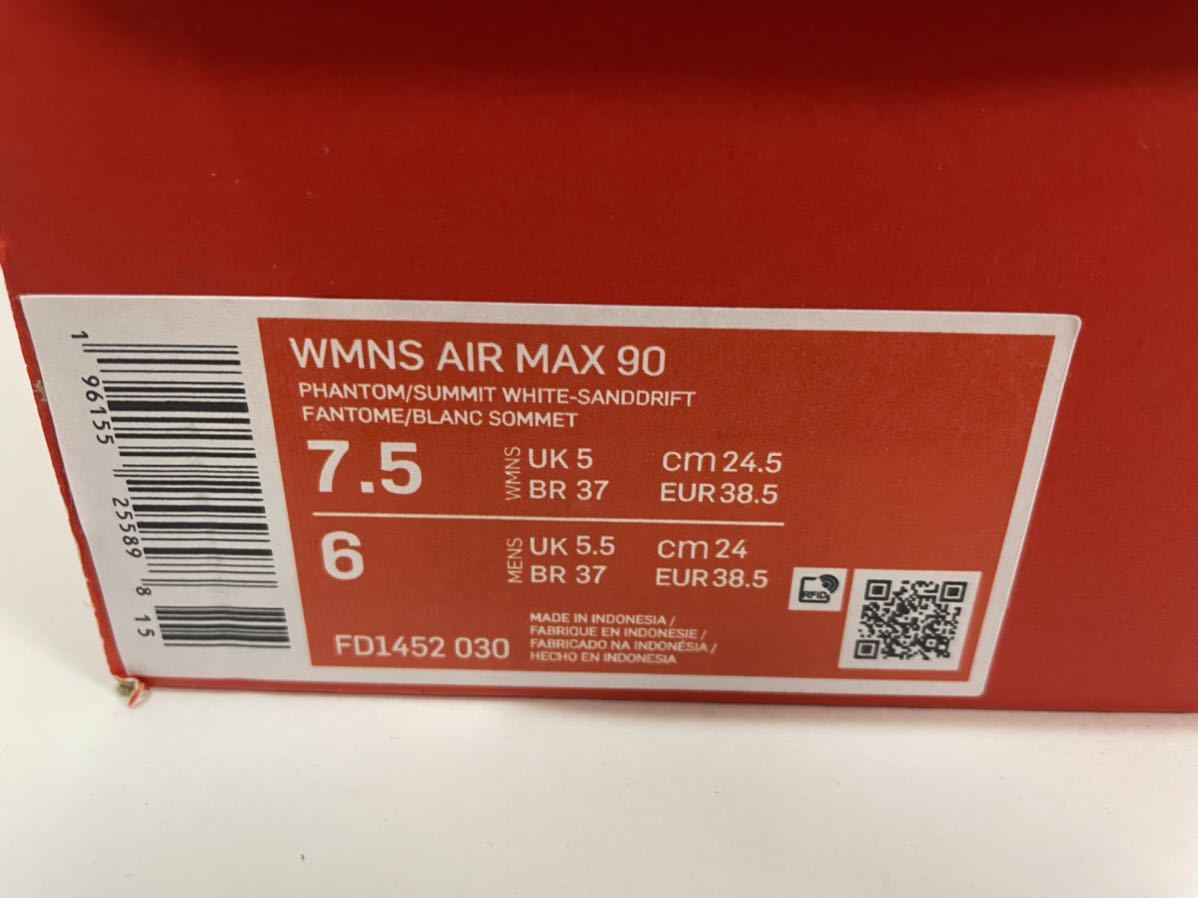 WMNS AIR MAX 90
PHANTOM/SUMMIT WHITE-SANDDRIFT
FANTOME/BLANC SOMMET
7.5 WMNS UK 5 cm 24.5
BR 37 EUR 38.5
6 MENS UK 5.5 cm 24
BR 37 EUR 38.5
RFID
FD1452 030
MADE IN INDONESIA /
FABRIQUE EN INDONESIE /
FABRICADO NA INDONÉSIA /
HECHO EN INDONESIA
1 96155 25589 8 15